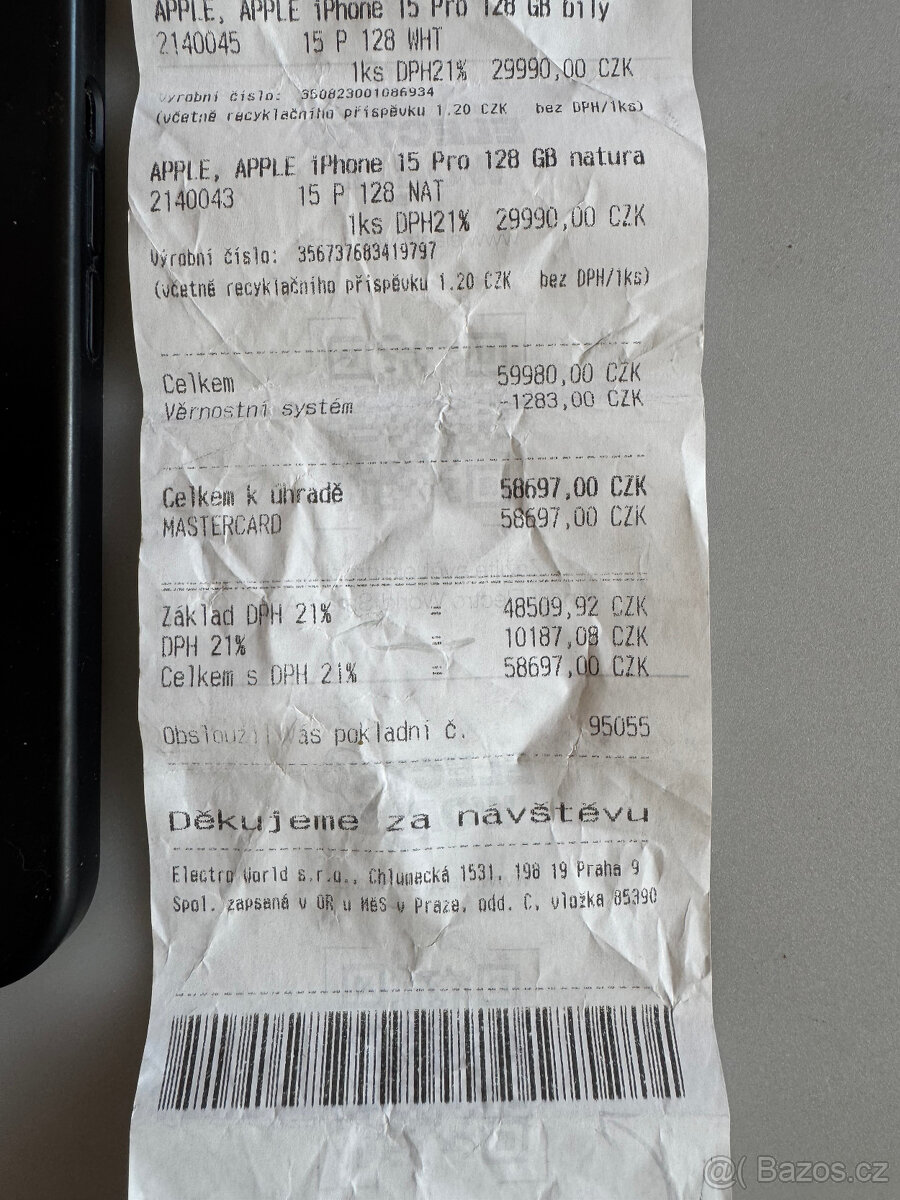 APPLE, APPLE iPhone 15 Pro 128 GB bílý
2140045 15 P 128 WHT
1ks DPH21% 29990,00 CZK
Výrobní číslo: 350823001086934
(včetně recyklačního příspěvku 1.20 CZK bez DPH/1ks)
APPLE, APPLE iPhone 15 Pro 128 GB natura
2140043 15 P 128 NAT
1ks DPH21% 29990,00 CZK
Výrobní číslo: 356737683419797
(včetně recyklačního příspěvku 1.20 CZK bez DPH/1ks)
Celkem 59980,00 CZK
Věrnostní systém -1283,00 CZK
Celkem k úhradě 58697,00 CZK
MASTERCARD 58697,00 CZK
Základ DPH 21% = 48509,92 CZK
DPH 21% = 10187,08 CZK
Celkem s DPH 21% = 58697,00 CZK
Obsloužil Vás pokladní č. 95055
Děkujeme za návštěvu
Electro World s.r.o., Chlumecká 1531, 198 19 Praha 9
Spol. zapsaná v OR u MěS v Praze, odd. C, vložka 85390
@( Bazos.cz